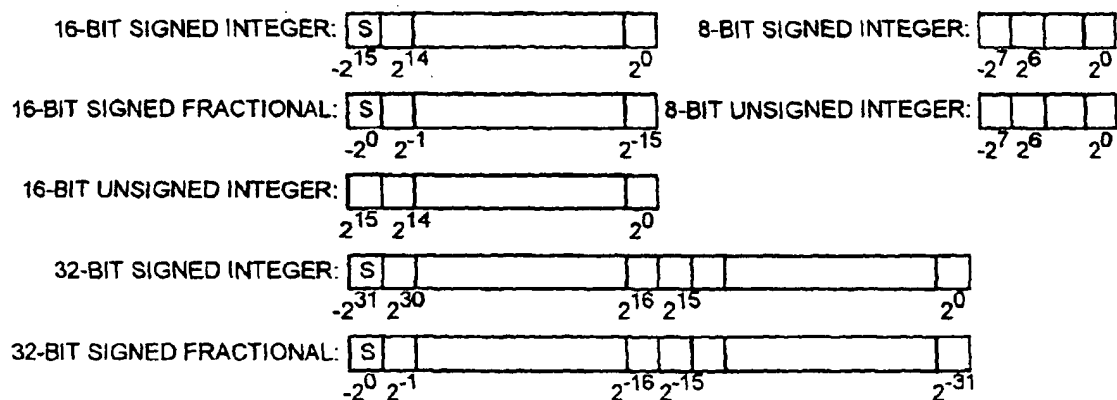 16-BIT SIGNED INTEGER: S
-2^15 2^14 2^0
8-BIT SIGNED INTEGER:
-2^7 2^6 2^0
16-BIT SIGNED FRACTIONAL: S
-2^0 2^-1 2^-15
8-BIT UNSIGNED INTEGER:
-2^7 2^6 2^0
16-BIT UNSIGNED INTEGER:
2^15 2^14 2^0
32-BIT SIGNED INTEGER: S
-2^31 2^30 2^16 2^15 2^0
32-BIT SIGNED FRACTIONAL: S
-2^0 2^-1 2^-16 2^-15 2^-31